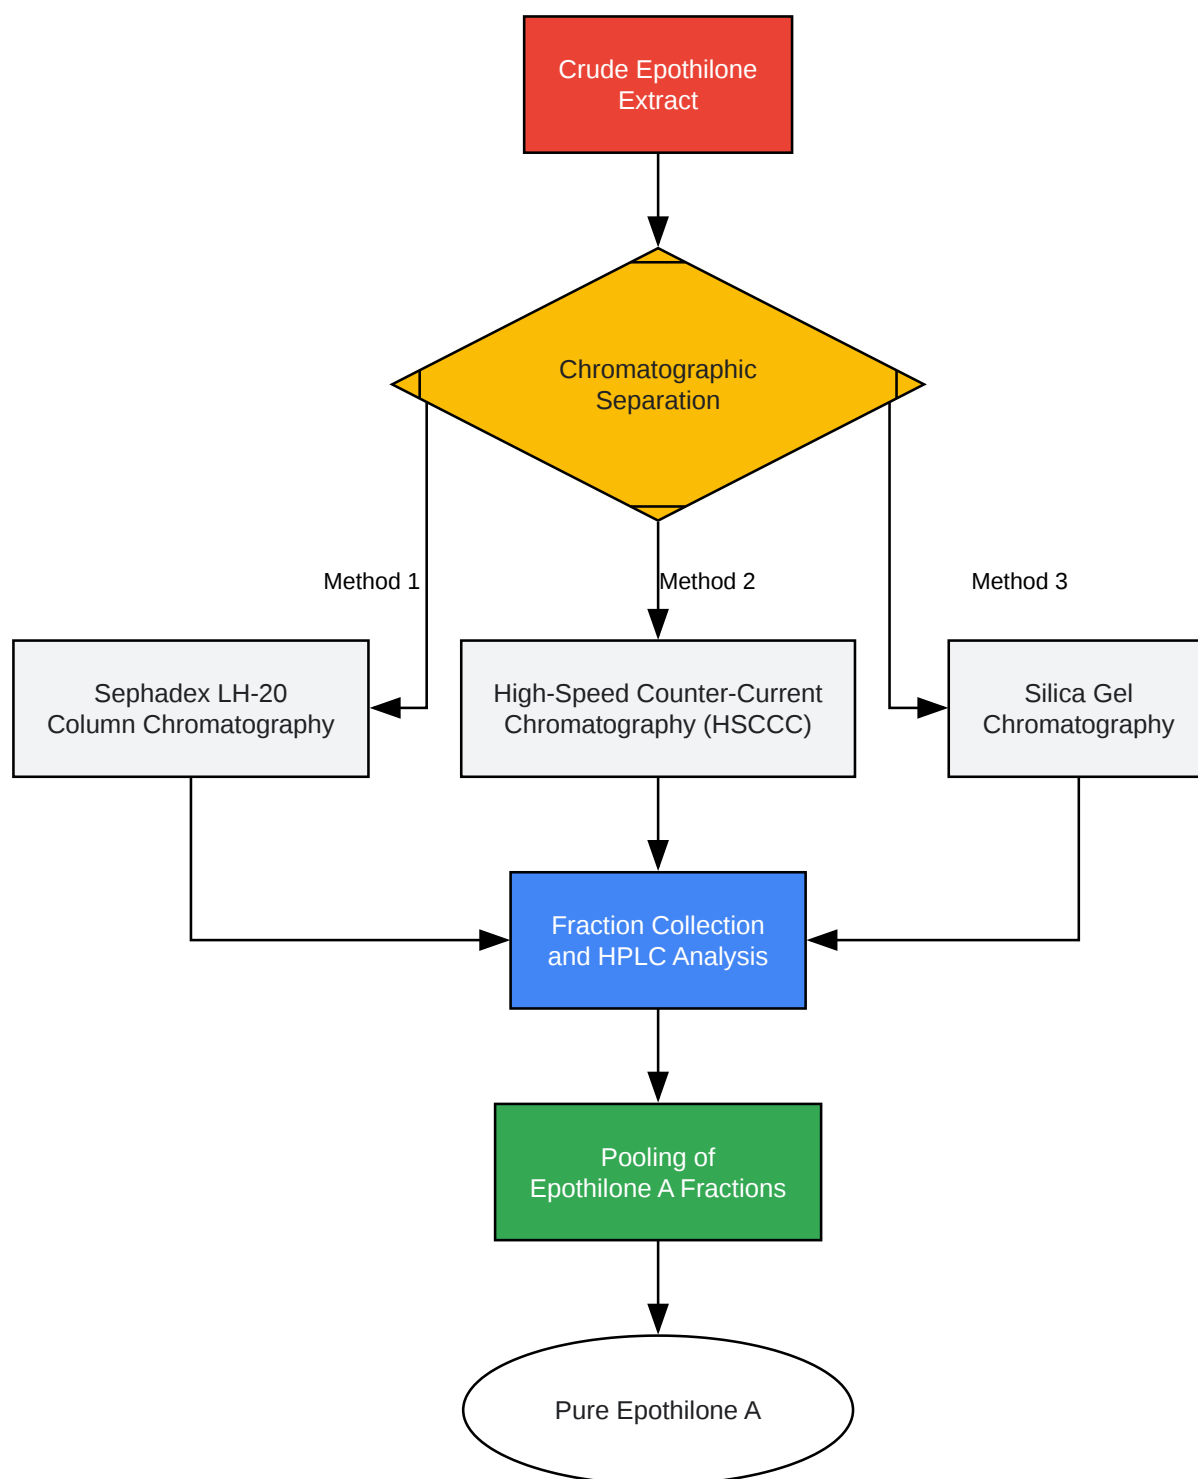 Crude Epothilone
Extract
Chromatographic
Separation
Method 1
Method 2
Method 3
Sephadex LH-20
Column Chromatography
High-Speed Counter-Current
Chromatography (HSCCC)
Silica Gel
Chromatography
Fraction Collection
and HPLC Analysis
Pooling of
Epothilone A Fractions
Pure Epothilone A